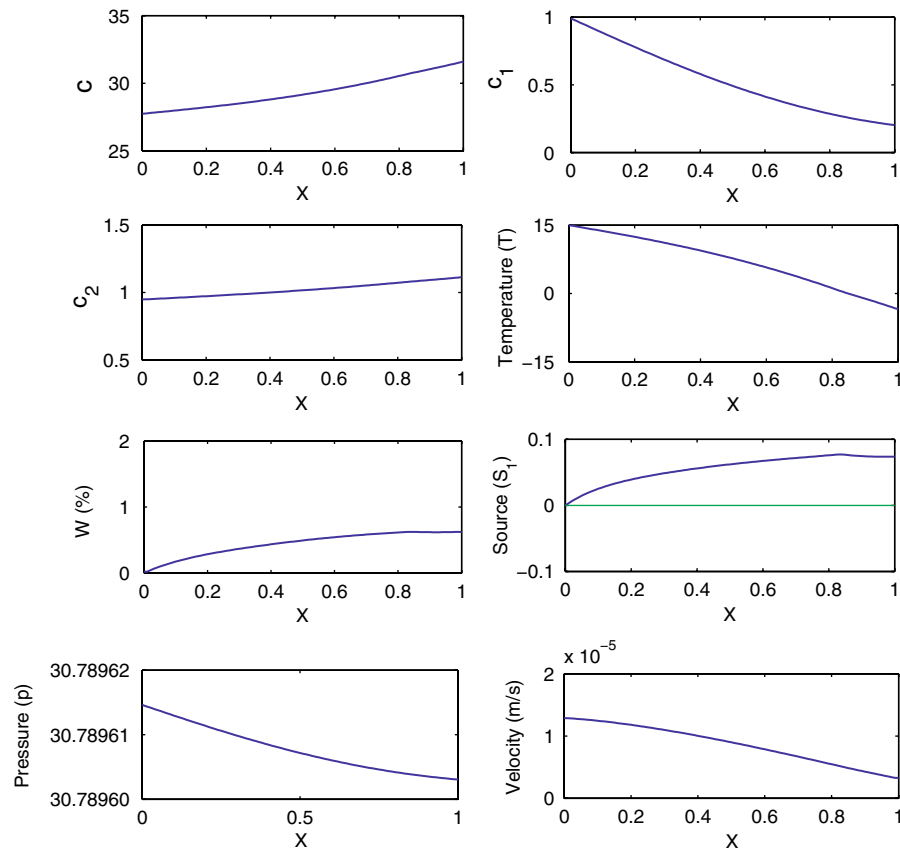 35
30
25
c
0 0.2 0.4 0.6 0.8 1
X
1
0.5
0
c1
0 0.2 0.4 0.6 0.8 1
X
1.5
1
0.5
c2
0 0.2 0.4 0.6 0.8 1
X
15
0
−15
Temperature (T)
0 0.2 0.4 0.6 0.8 1
X
2
1
0
W (%)
0 0.2 0.4 0.6 0.8 1
X
0.1
0
−0.1
Source (S1)
0 0.2 0.4 0.6 0.8 1
X
30.78962
30.78961
30.78960
Pressure (p)
0 0.5 1
X
x 10−5
2
1
0
Velocity (m/s)
0 0.2 0.4 0.6 0.8 1
X